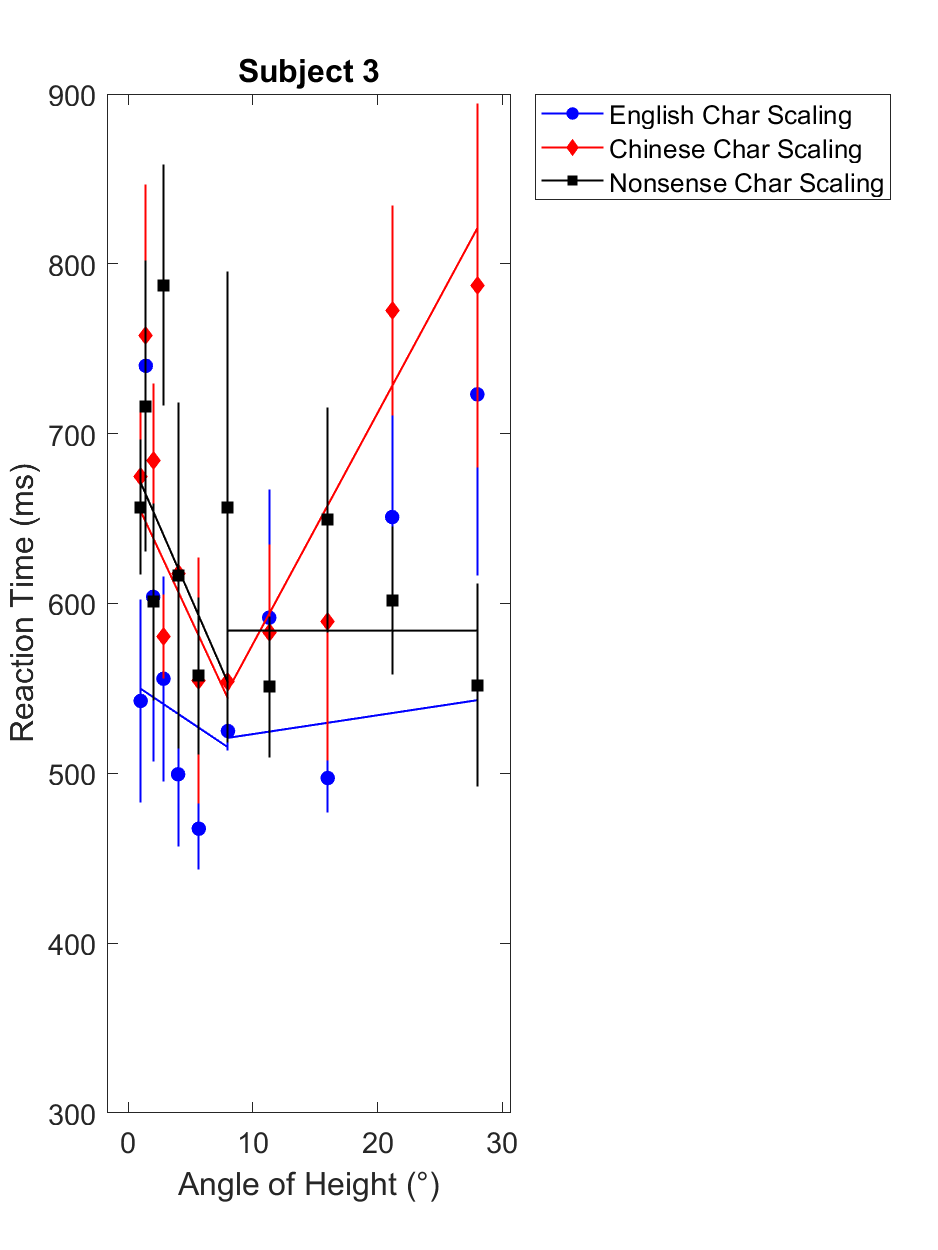 Subject 3
English Char Scaling
Chinese Char Scaling
Nonsense Char Scaling
900
800
700
600
500
400
300
Reaction Time (ms)
0 10 20 30
Angle of Height (°)